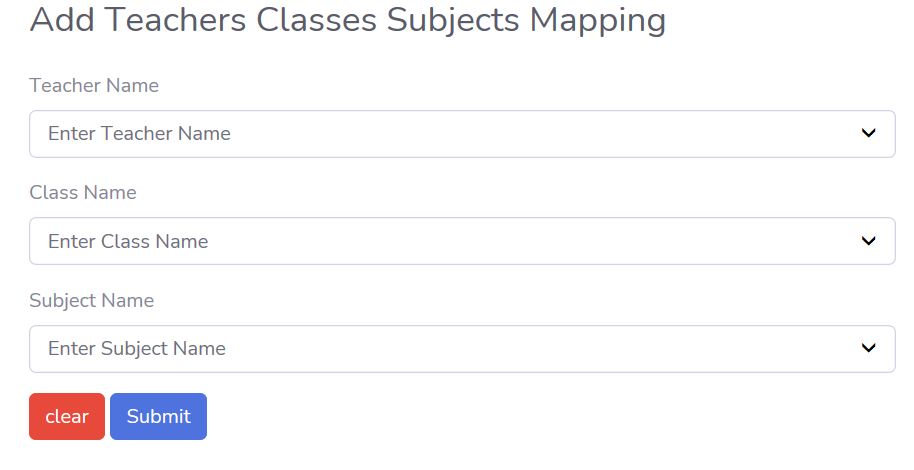 Add Teachers Classes Subjects Mapping
Teacher Name
Enter Teacher Name
Class Name
Enter Class Name
Subject Name
Enter Subject Name
clear Submit